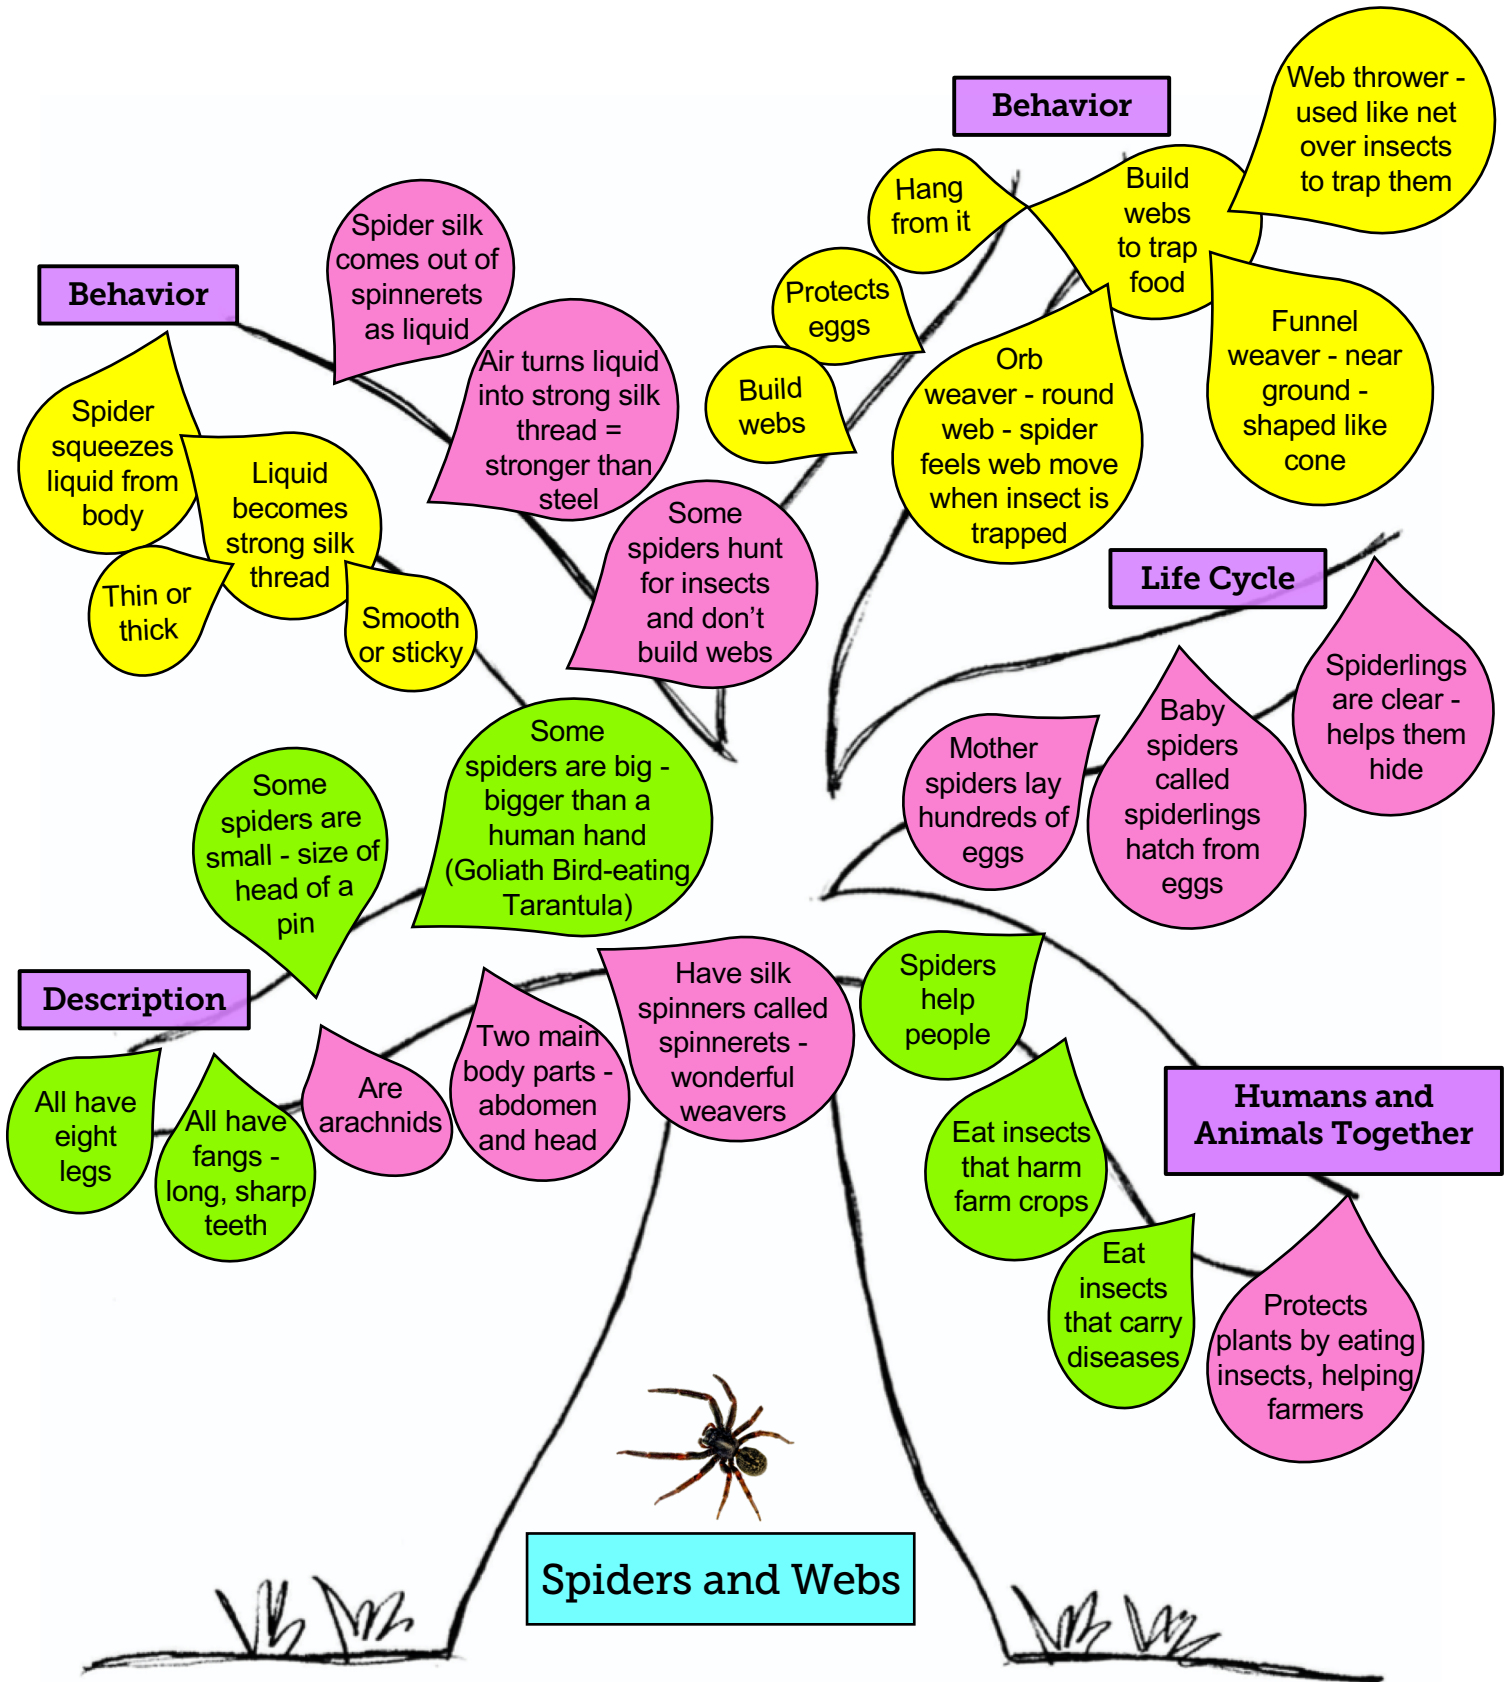 Behavior
Web thrower -
used like net
over insects
to trap them
Hang
from it
Build
webs
to trap
food
Protects
eggs
Build
webs
Orb
weaver - round
web - spider
feels web move
when insect is
trapped
Funnel
weaver - near
ground -
shaped like
cone
Behavior
Spider silk
comes out of
spinnerets
as liquid
Air turns liquid
into strong silk
thread =
stronger than
steel
Some
spiders hunt
for insects
and don’t
build webs
Spider
squeezes
liquid from
body
Liquid
becomes
strong silk
thread
Thin or
thick
Smooth
or sticky
Life Cycle
Mother
spiders lay
hundreds of
eggs
Baby
spiders
called
spiderlings
hatch from
eggs
Spiderlings
are clear -
helps them
hide
Some
spiders are
small - size of
head of a
pin
Some
spiders are big -
bigger than a
human hand
(Goliath Bird-eating
Tarantula)
Description
All have
eight
legs
All have
fangs -
long, sharp
teeth
Are
arachnids
Two main
body parts -
abdomen
and head
Have silk
spinners called
spinnerets -
wonderful
weavers
Spiders
help
people
Eat insects
that harm
farm crops
Eat
insects
that carry
diseases
Humans and
Animals Together
Protects
plants by eating
insects, helping
farmers
Spiders and Webs